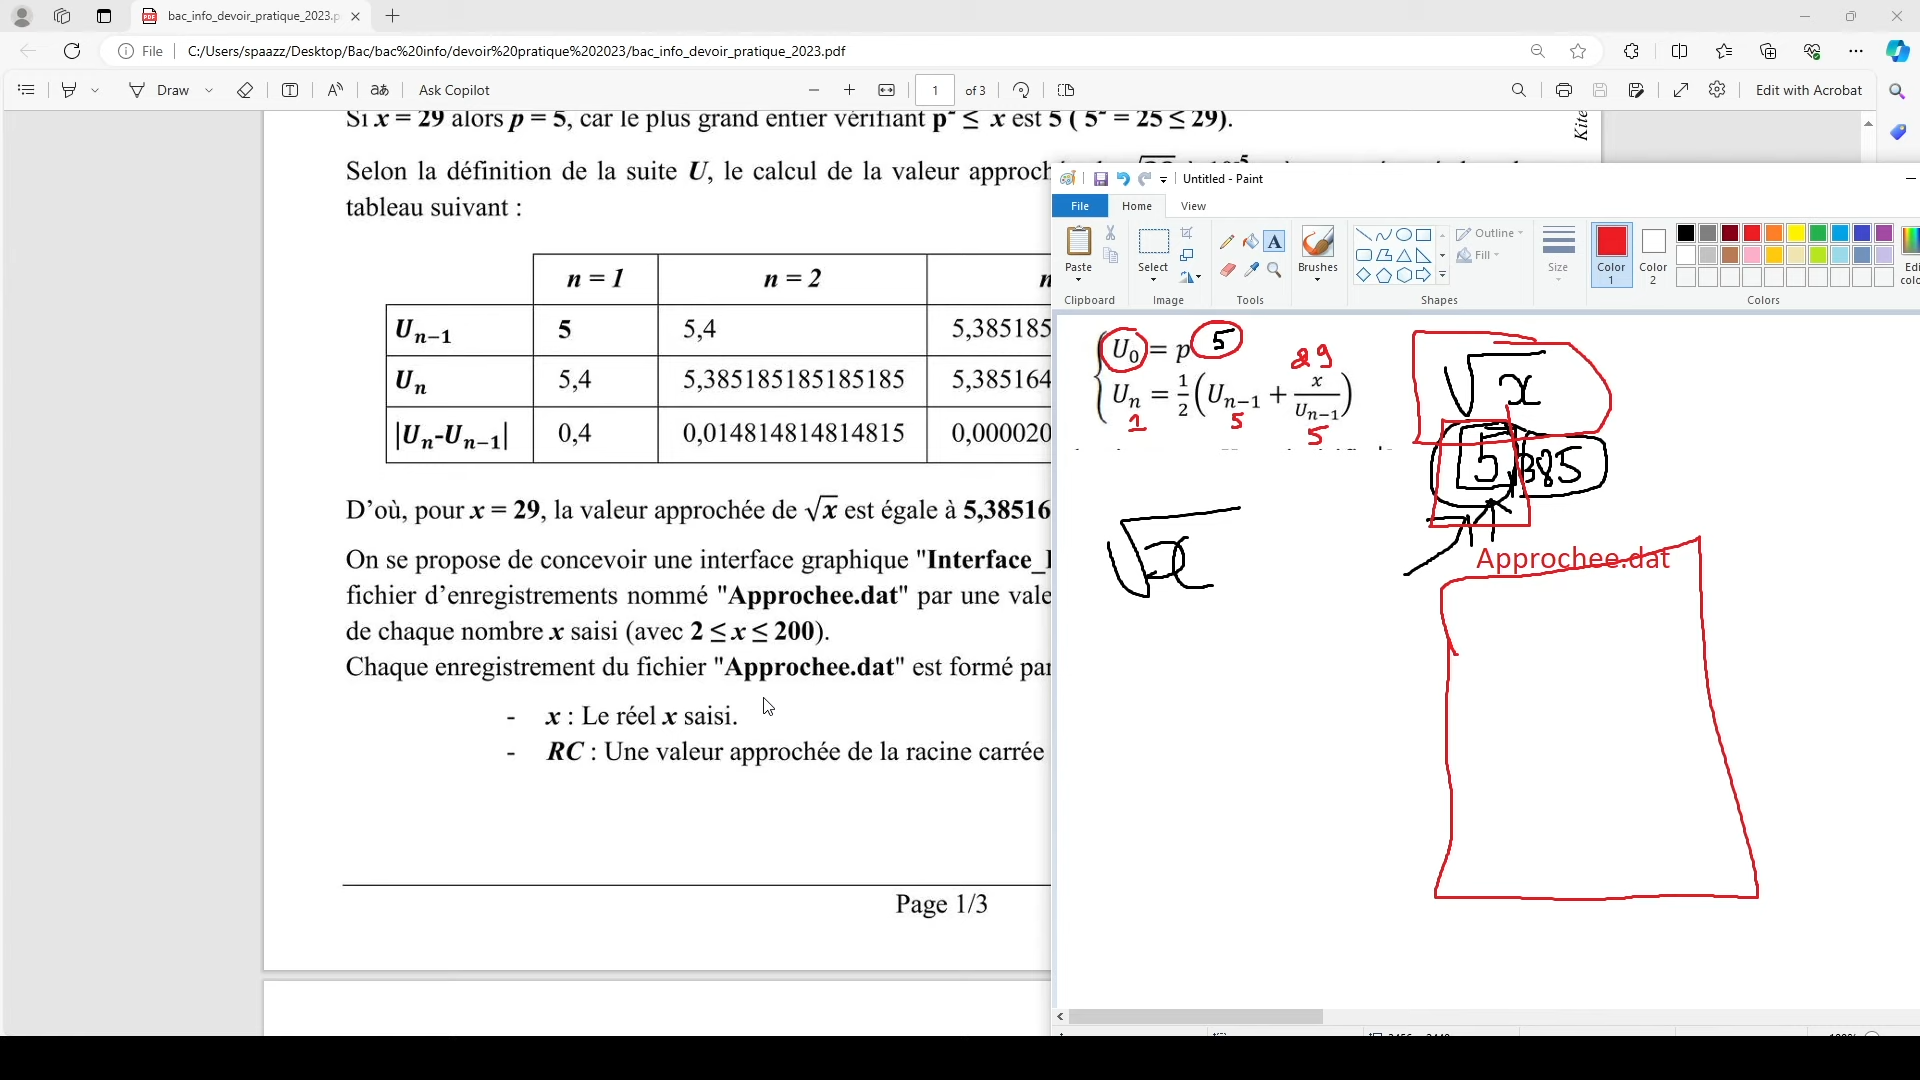 bac_info_devoir_pratique_2023.p
File
C:/Users/spaazz/Desktop/Bac/bac%20info/devoir%20pratique%202023/bac_info_devoir_pratique_2023.pdf
Draw
Ask Copilot
1 of 3
Edit with Acrobat
Si x = 29 alors p = 5, car le plus grand entier vérifiant p² ≤ x est 5 ( 5² = 25 ≤ 29).
Selon la définition de la suite U, le calcul de la valeur approch
tableau suivant :
n = 1 n = 2 n
Uₙ₋₁ 5 5,4 5,385185
Uₙ 5,4 5,385185185185185 5,385164
|Uₙ-Uₙ₋₁| 0,4 0,014814814814815 0,000020
D'où, pour x = 29, la valeur approchée de √x est égale à 5,38516
On se propose de concevoir une interface graphique "Interface_
fichier d'enregistrements nommé "Approchee.dat" par une vale
de chaque nombre x saisi (avec 2 ≤ x ≤ 200).
Chaque enregistrement du fichier "Approchee.dat" est formé par
- x : Le réel x saisi.
- RC : Une valeur approchée de la racine carrée
Page 1/3
Kite
Untitled - Paint
File Home View
Paste
Clipboard
Select
Image
Tools
Brushes
Outline
Fill
Shapes
Size
Color 1
Color 2
Colors
U₀ = p 5
29
Uₙ = 1/2 (Uₙ₋₁ + x/Uₙ₋₁)
1 5 5
√x
5,385
√x
Approchee.dat